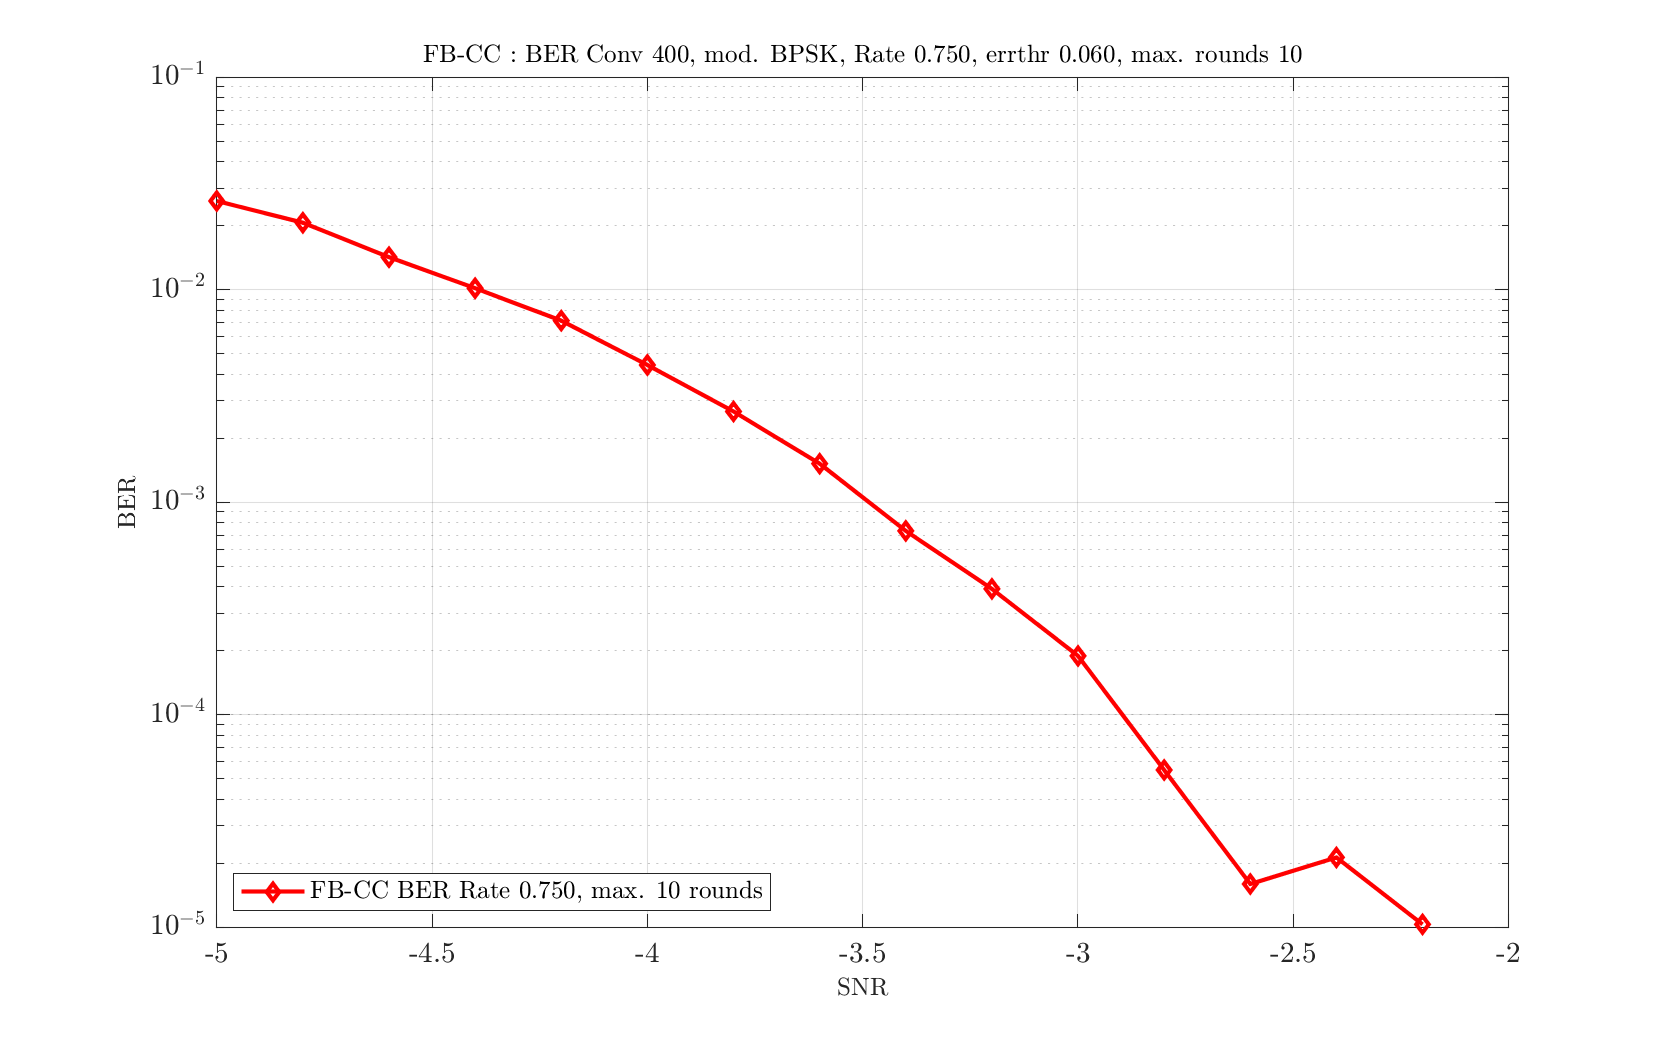 FB-CC : BER Conv 400, mod. BPSK, Rate 0.750, errthr 0.060, max. rounds 10
10^{-1}
10^{-2}
10^{-3}
10^{-4}
10^{-5}
BER
FB-CC BER Rate 0.750, max. 10 rounds
-5 -4.5 -4 -3.5 -3 -2.5 -2
SNR